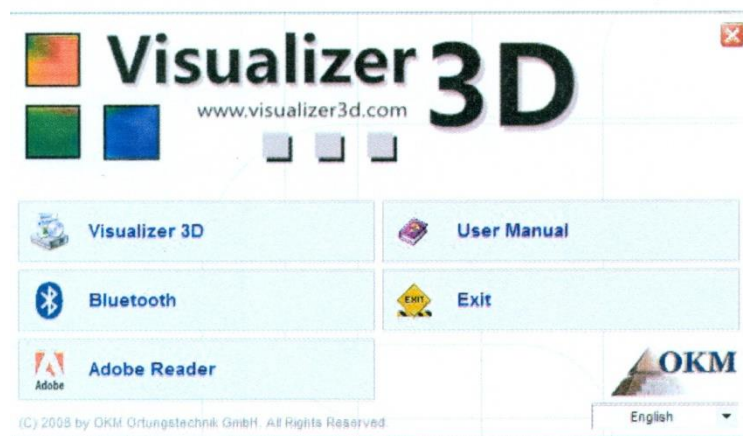 Visualizer 3D
www.visualizer3d.com
Visualizer 3D
User Manual
Bluetooth
EXIT
Exit
Adobe
Adobe Reader
OKM
(C) 2008 by OKM Ortungstechnik GmbH. All Rights Reserved.
English